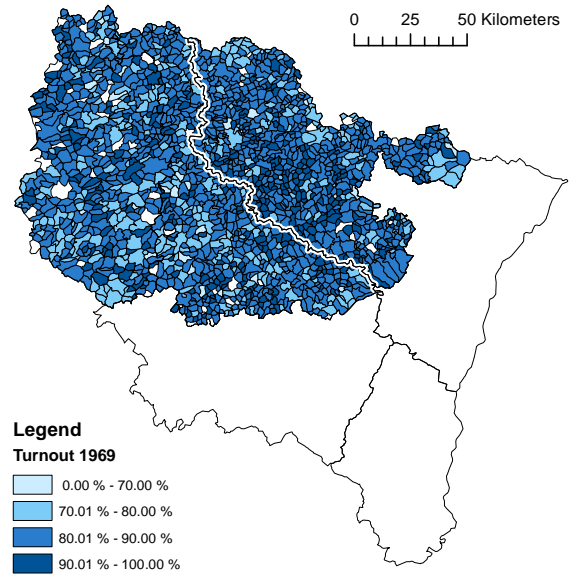 0 25 50 Kilometers
Legend
Turnout 1969
0.00 % - 70.00 %
70.01 % - 80.00 %
80.01 % - 90.00 %
90.01 % - 100.00 %